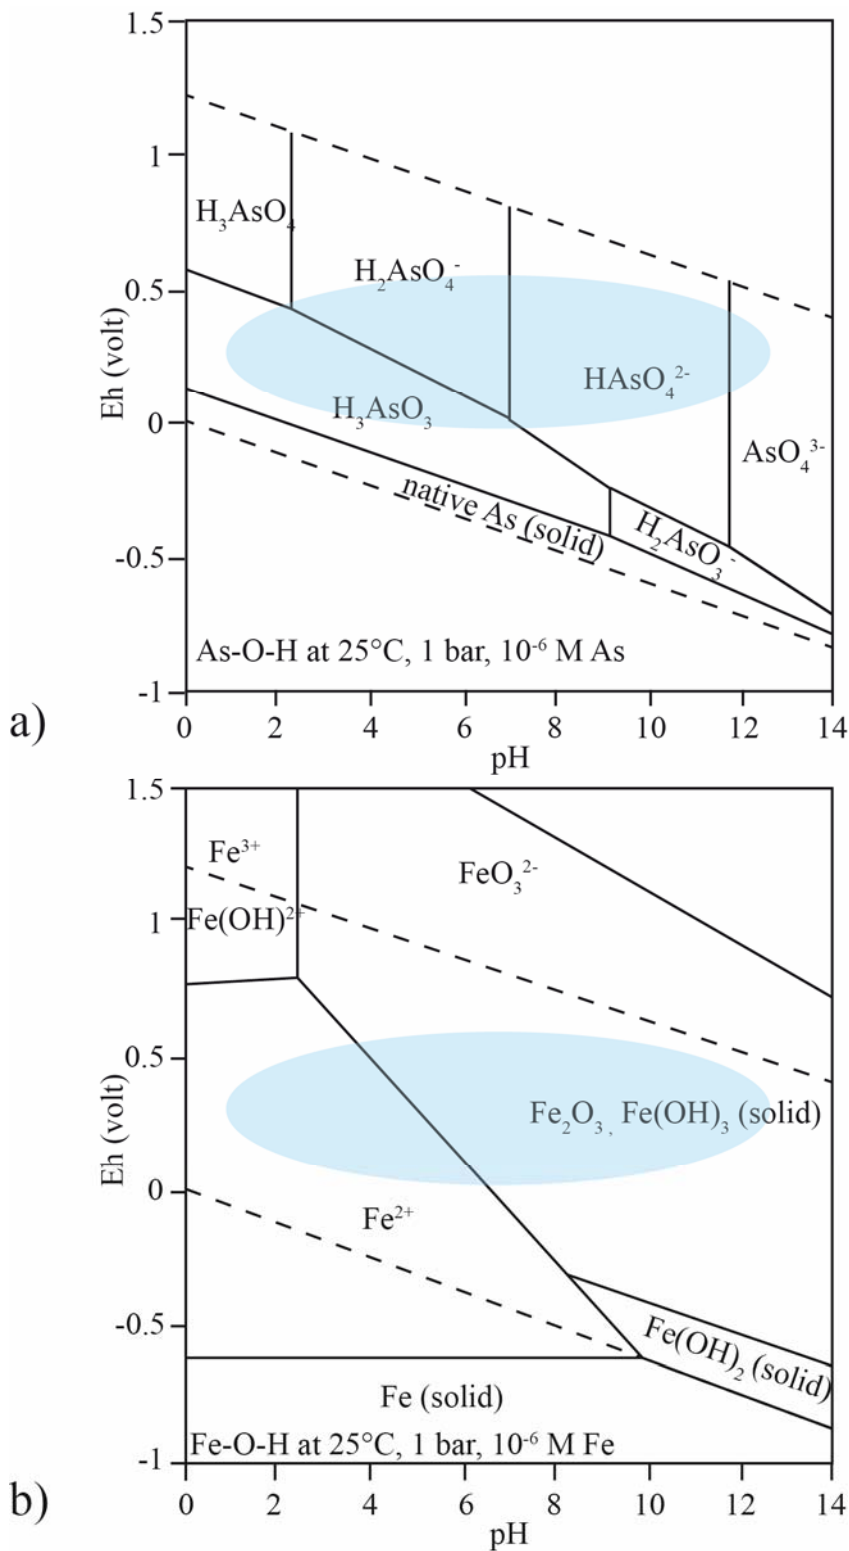 1.5
1
H₃AsO₄
H₂AsO₄⁻
0.5
Eh (volt)
HAsO₄²⁻
H₃AsO₃
0
AsO₄³⁻
native As (solid)
H₂AsO₃⁻
-0.5
As-O-H at 25°C, 1 bar, 10⁻⁶ M As
-1
a)
0 2 4 6 8 10 12 14
pH
1.5
Fe³⁺
FeO₃²⁻
1
Fe(OH)²⁺
0.5
Eh (volt)
Fe₂O₃, Fe(OH)₃ (solid)
0
Fe²⁺
-0.5
Fe(OH)₂ (solid)
Fe (solid)
Fe-O-H at 25°C, 1 bar, 10⁻⁶ M Fe
-1
b)
0 2 4 6 8 10 12 14
pH